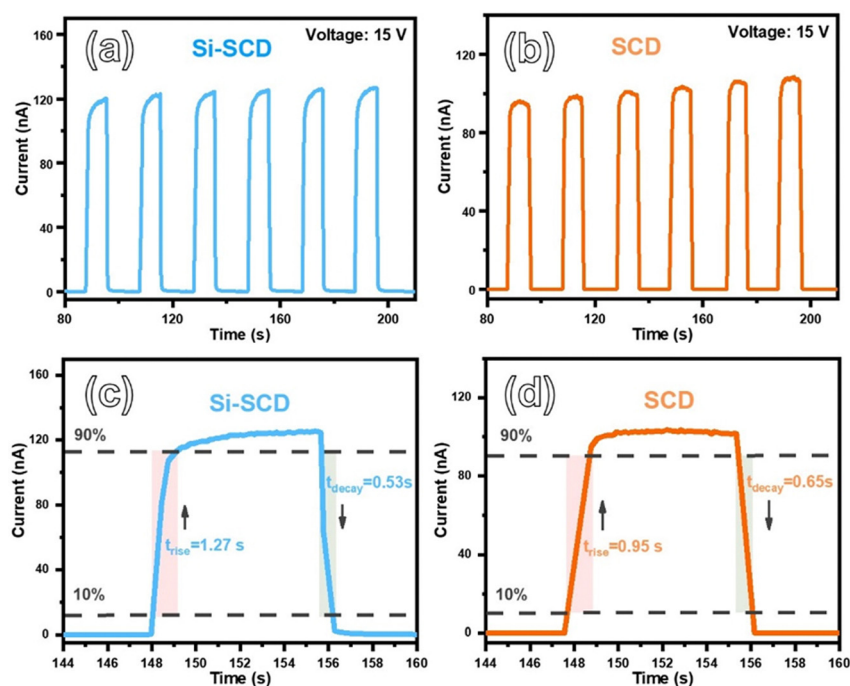 (a)
Si-SCD
Voltage: 15 V
160
120
80
40
0
Current (nA)
80 120 160 200
Time (s)
(b)
SCD
Voltage: 15 V
120
80
40
0
Current (nA)
80 120 160 200
Time (s)
(c)
Si-SCD
160
120
80
40
0
Current (nA)
90%
tdecay=0.53s
trise=1.27 s
10%
144 146 148 150 152 154 156 158 160
Time (s)
(d)
SCD
120
80
40
0
Current (nA)
90%
tdecay=0.65s
trise=0.95 s
10%
144 146 148 150 152 154 156 158 160
Time (s)